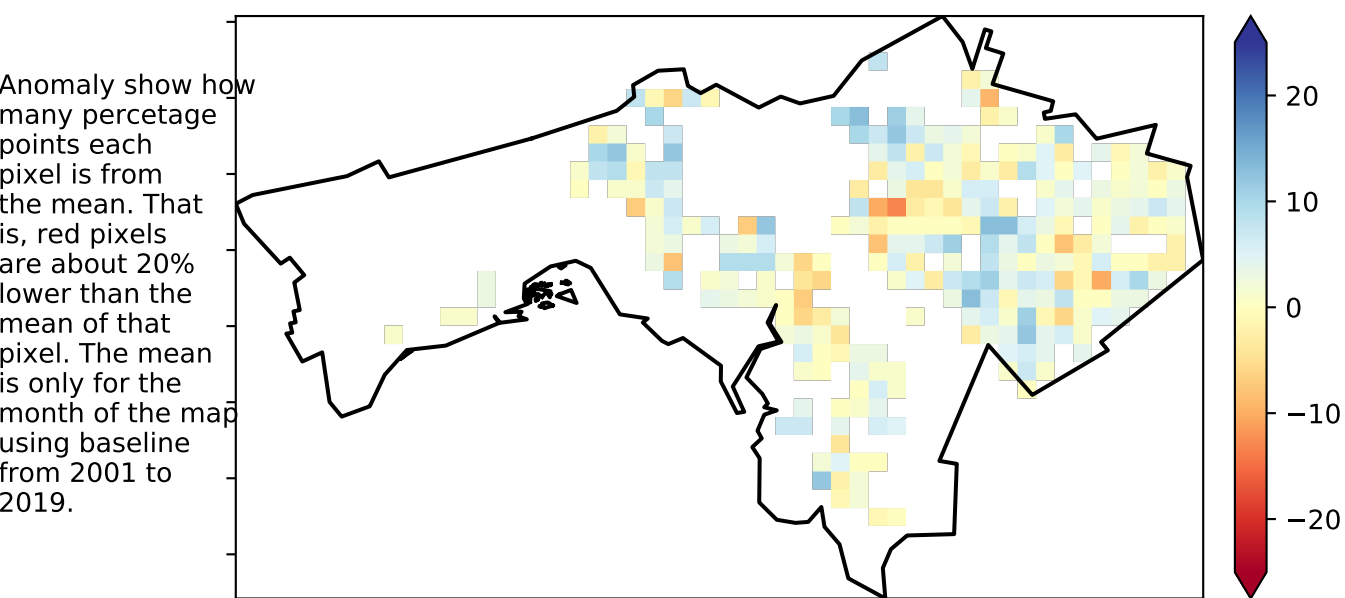 Anomaly show how
many percetage
points each
pixel is from
the mean. That
is, red pixels
are about 20%
lower than the
mean of that
pixel. The mean
is only for the
month of the map
using baseline
from 2001 to
2019.
20
10
0
−10
−20